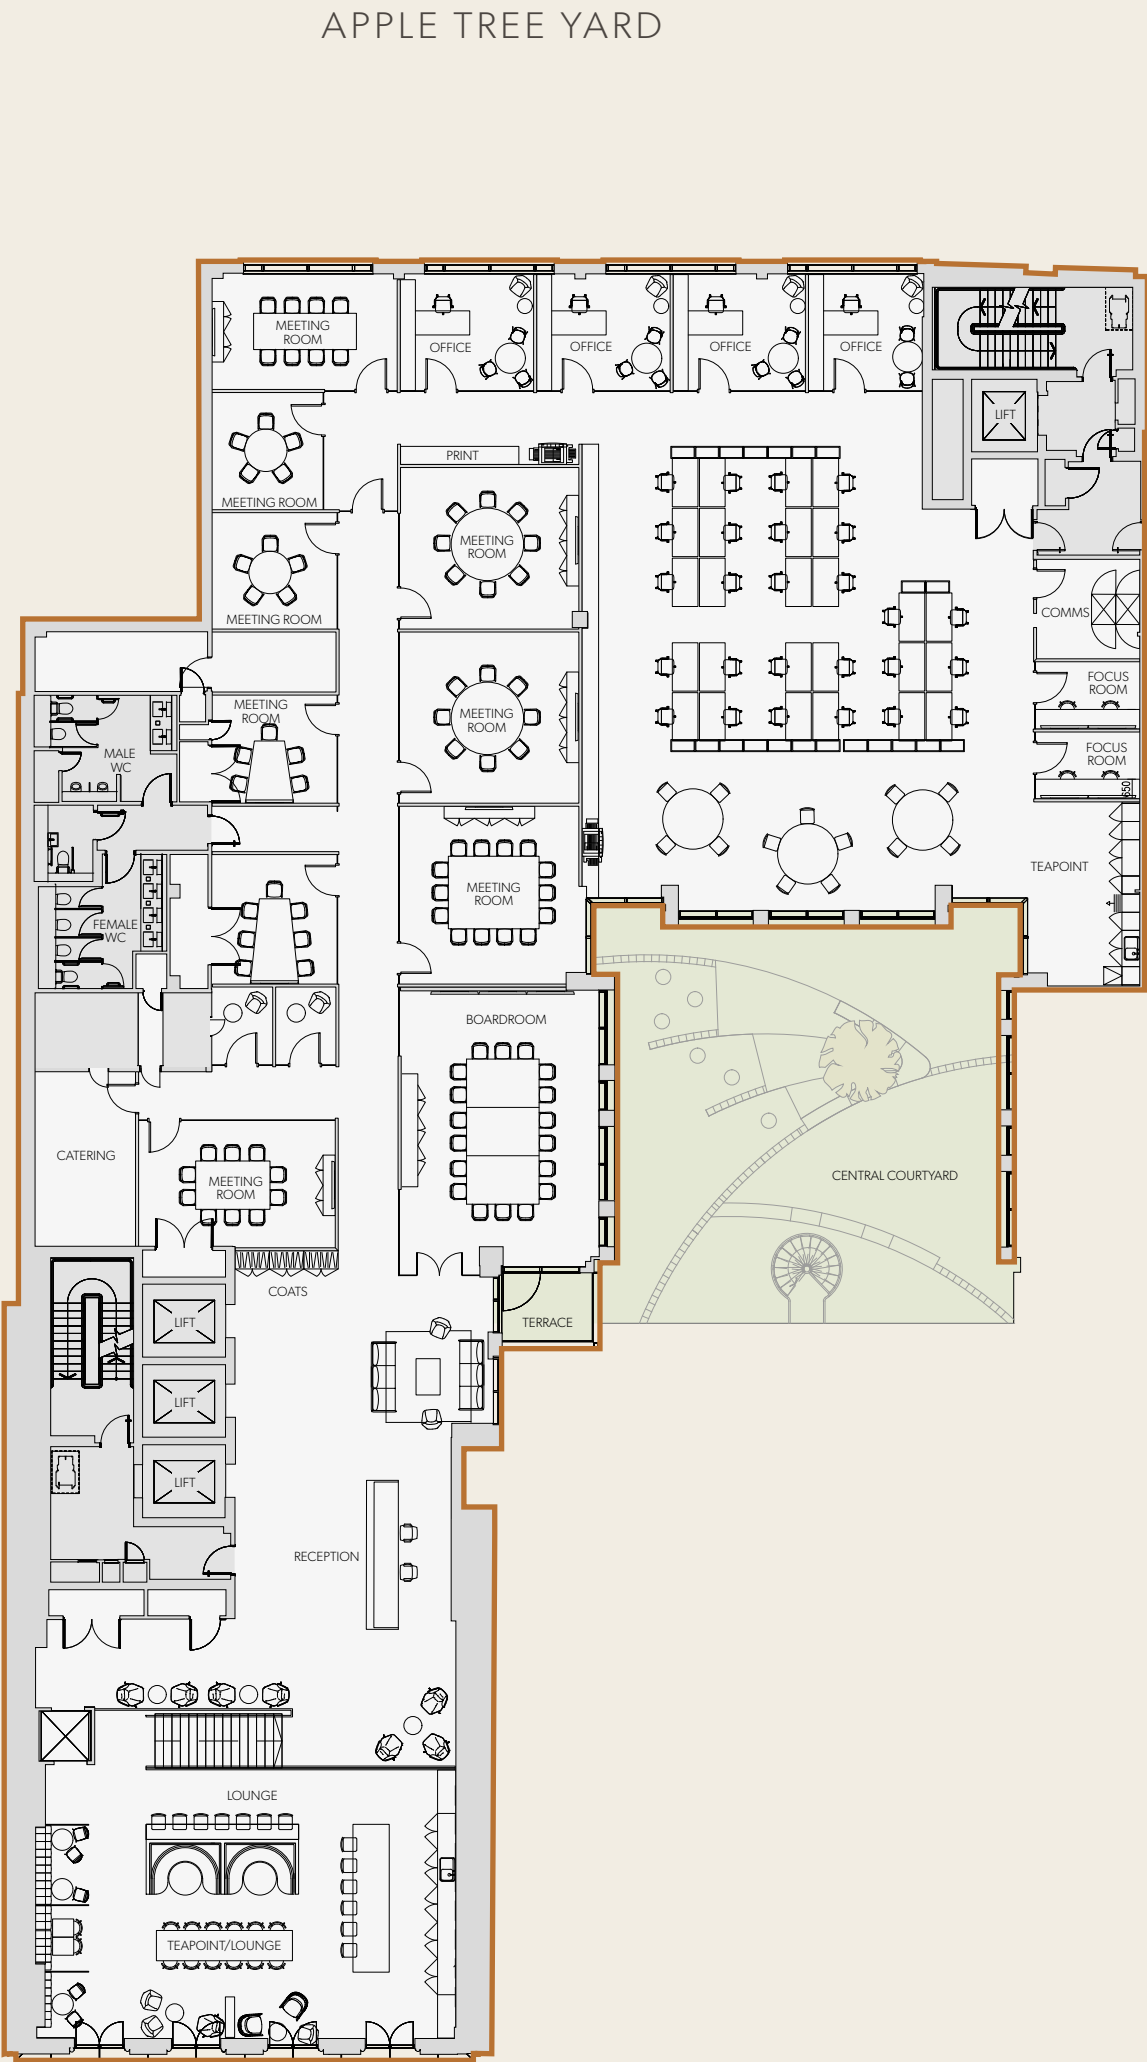 APPLE TREE YARD
MEETING
ROOM
OFFICE
OFFICE
OFFICE
OFFICE
LIFT
PRINT
MEETING ROOM
MEETING
ROOM
MEETING ROOM
COMMS
FOCUS
ROOM
MEETING
ROOM
MEETING
ROOM
FOCUS
ROOM
MALE
WC
650
TEAPOINT
MEETING
ROOM
FEMALE
WC
BOARDROOM
CATERING
MEETING
ROOM
CENTRAL COURTYARD
COATS
TERRACE
LIFT
LIFT
LIFT
RECEPTION
LOUNGE
TEAPOINT/LOUNGE